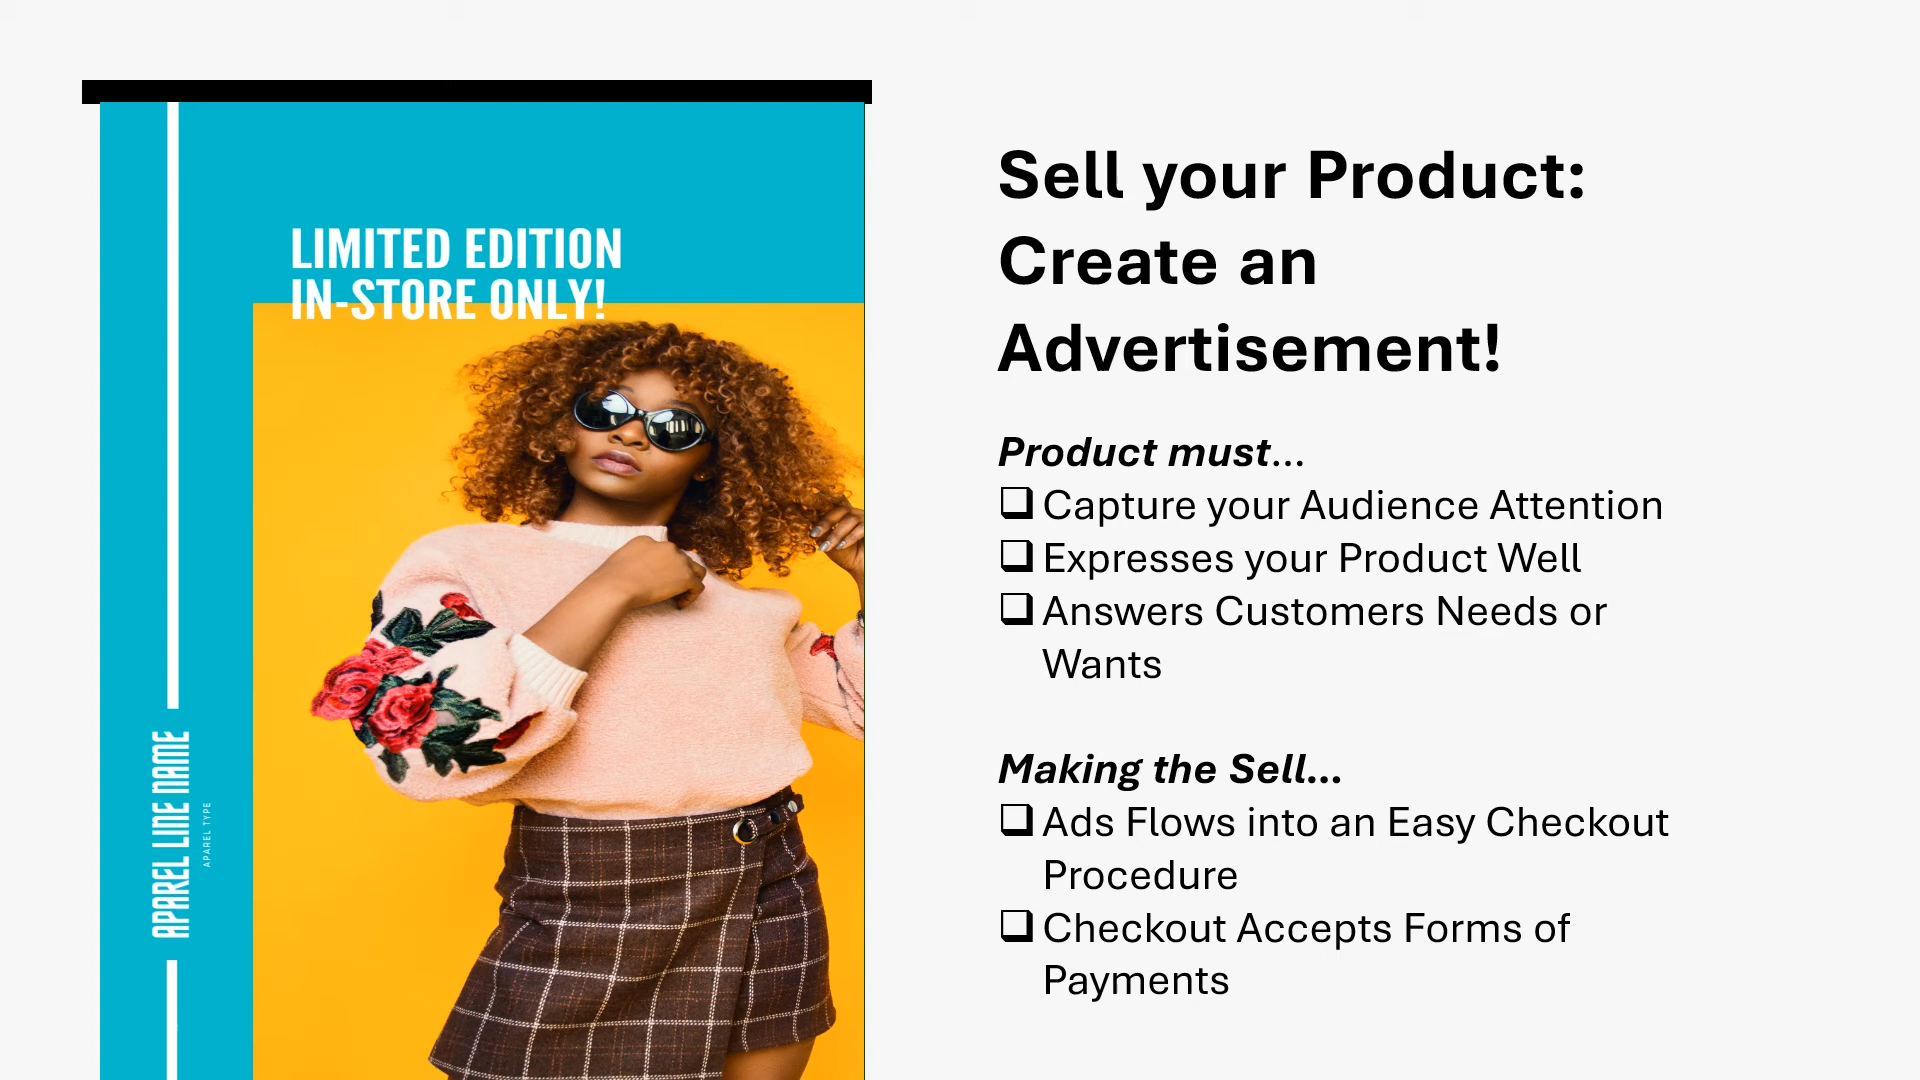 LIMITED EDITION
IN-STORE ONLY!
APAREL LINE NAME
APAREL TYPE
Sell your Product:
Create an
Advertisement!
Product must...
❑ Capture your Audience Attention
❑ Expresses your Product Well
❑ Answers Customers Needs or
Wants
Making the Sell...
❑ Ads Flows into an Easy Checkout
Procedure
❑ Checkout Accepts Forms of
Payments